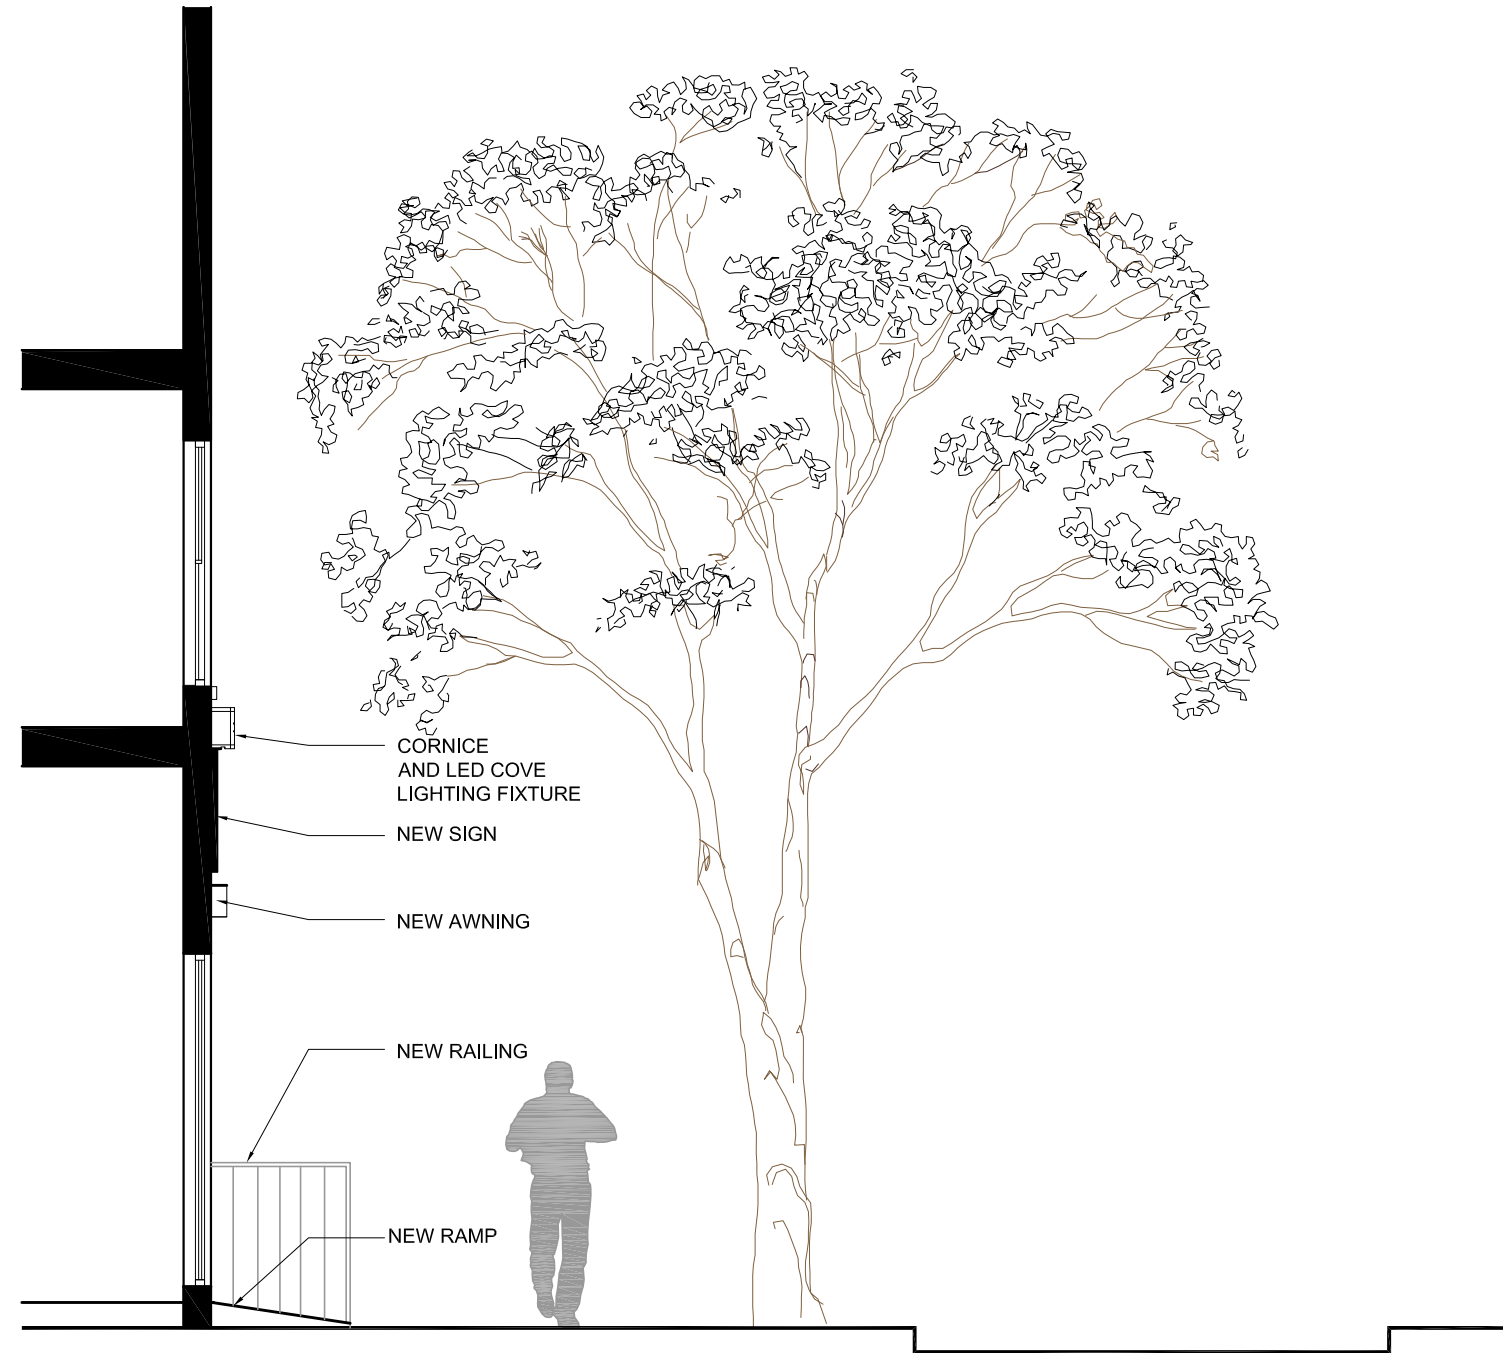 CORNICE
AND LED COVE
LIGHTING FIXTURE
NEW SIGN
NEW AWNING
NEW RAILING
NEW RAMP